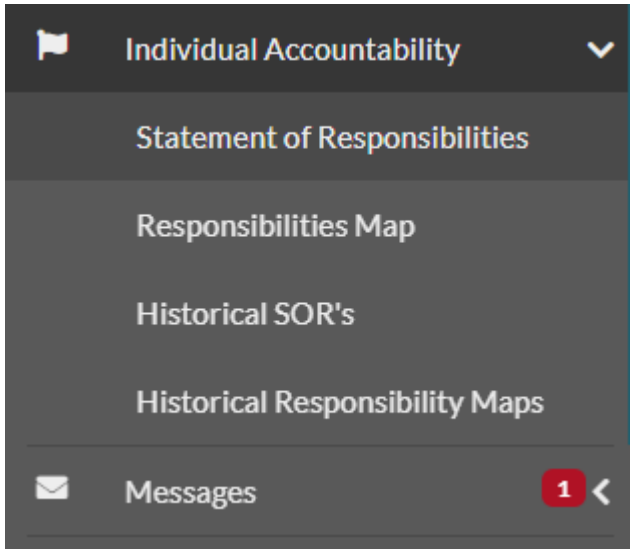 Individual Accountability
Statement of Responsibilities
Responsibilities Map
Historical SOR's
Historical Responsibility Maps
Messages 1